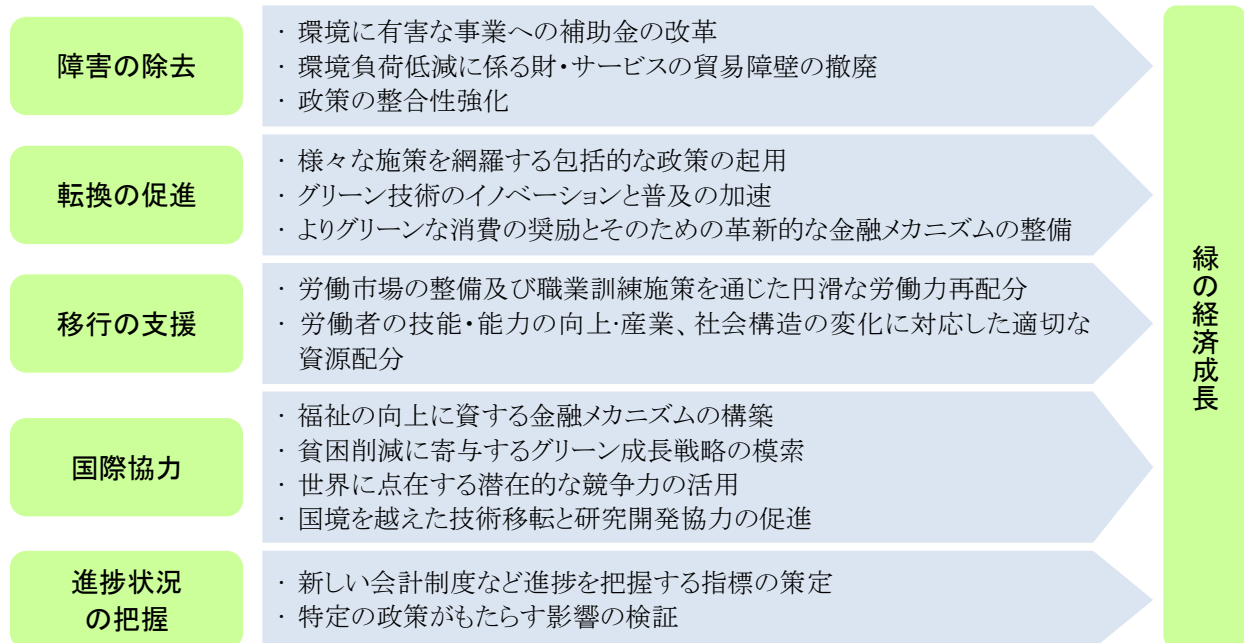 障害の除去
· 環境に有害な事業への補助金の改革
· 環境負荷低減に係る財・サービスの貿易障壁の撤廃
· 政策の整合性強化
転換の促進
· 様々な施策を網羅する包括的な政策の起用
· グリーン技術のイノベーションと普及の加速
· よりグリーンな消費の奨励とそのための革新的な金融メカニズムの整備
移行の支援
· 労働市場の整備及び職業訓練施策を通じた円滑な労働力再配分
· 労働者の技能・能力の向上·産業、社会構造の変化に対応した適切な
資源配分
国際協力
· 福祉の向上に資する金融メカニズムの構築
· 貧困削減に寄与するグリーン成長戦略の模索
· 世界に点在する潜在的な競争力の活用
· 国境を越えた技術移転と研究開発協力の促進
進捗状況
の把握
· 新しい会計制度など進捗を把握する指標の策定
· 特定の政策がもたらす影響の検証
緑の経済成長